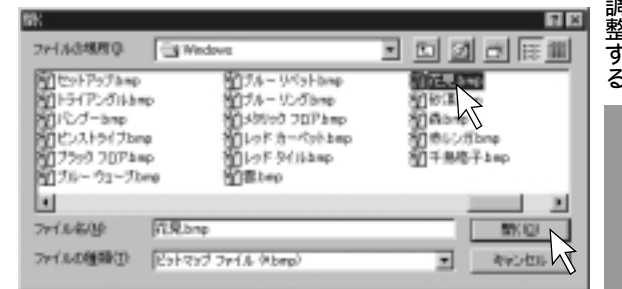 開く
ファイルの場所(I): Windows
セットアップ.bmp
トライアングル.bmp
バンブー.bmp
ピンストライプ.bmp
ブラック フロア.bmp
ブルー ウェーブ.bmp
ブルー リベット.bmp
ブルー リング.bmp
メタリック フロア.bmp
レッド カーペット.bmp
レッド タイル.bmp
雲.bmp
花見.bmp
砂漠.bmp
森.bmp
赤レンガ.bmp
千鳥格子.bmp
ファイル名(N): 花見.bmp 開く(O)
ファイルの種類(T): ビットマップ ファイル (*.bmp) キャンセル
調整する